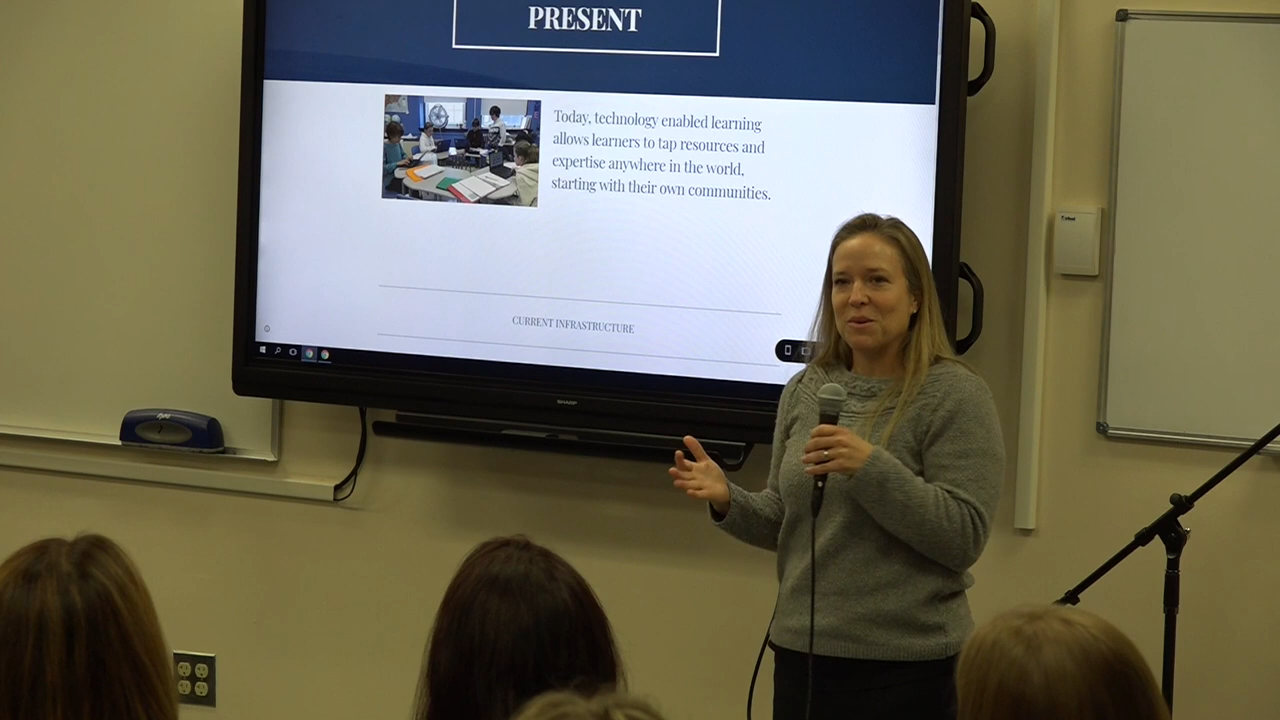 PRESENT
Today, technology enabled learning
allows learners to tap resources and
expertise anywhere in the world,
starting with their own communities.
CURRENT INFRASTRUCTURE
SHARP
EXPO